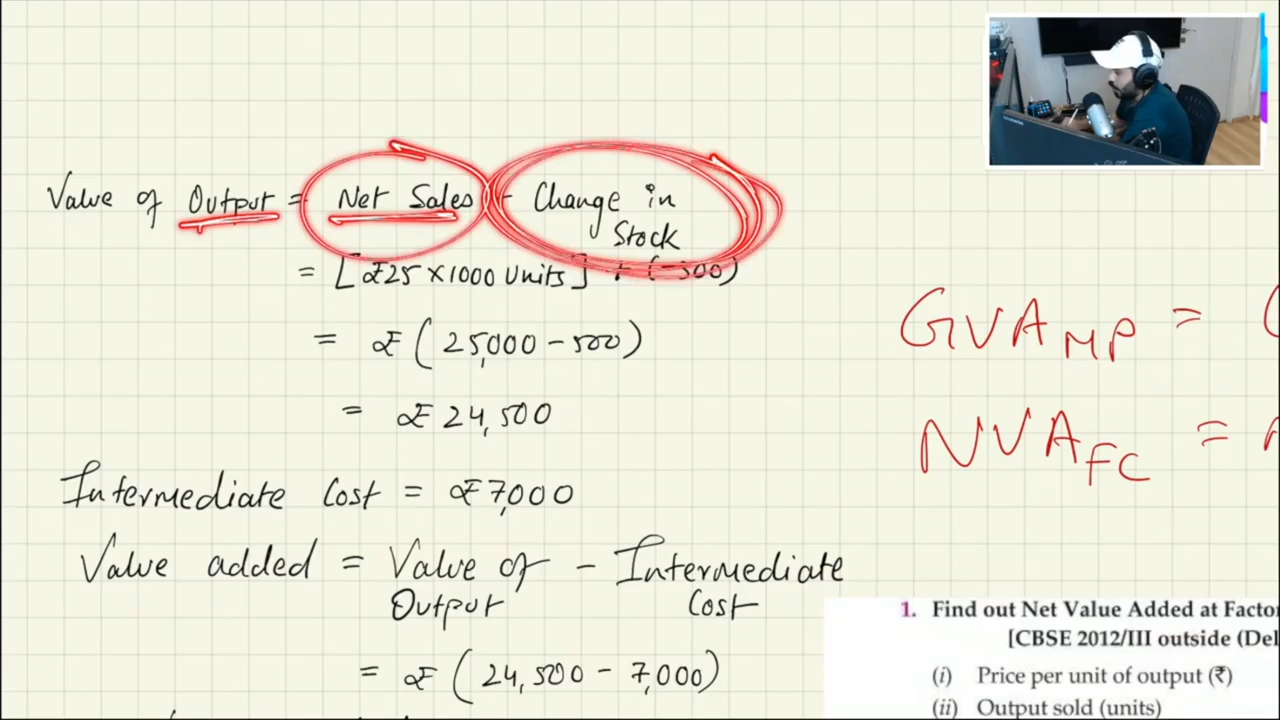 Value of Output = Net Sales + Change in Stock
= [₹25 × 1000 Units] + (-500)
= ₹ (25,000 - 500)
= ₹ 24,500
Intermediate Cost = ₹ 7,000
Value added = Value of Output - Intermediate Cost
= ₹ (24,500 - 7,000)
GVA MP =
NVA FC =
1. Find out Net Value Added at Facto
[CBSE 2012/III outside (Del
(i) Price per unit of output (₹)
(ii) Output sold (units)